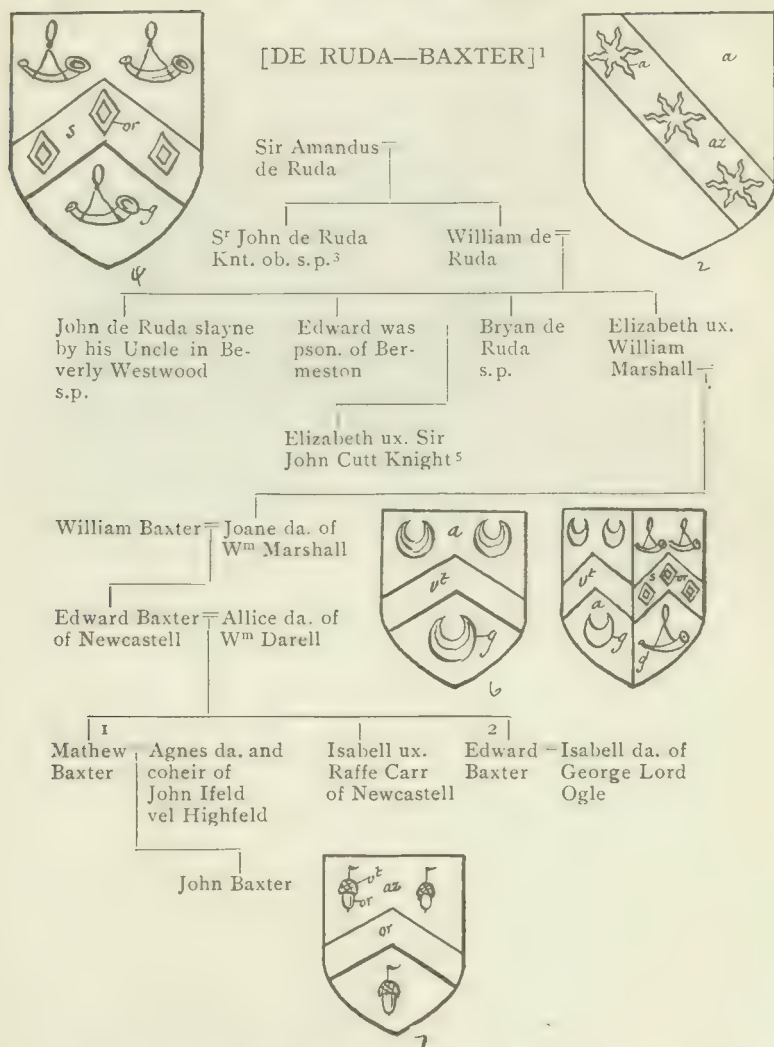 [DE RUDA—BAXTER]¹
s
or
g
4
a
a
az
2
Sir Amandus
de Ruda
Sʳ John de Ruda
Knt. ob. s.p.³
William de
Ruda
John de Ruda slayne
by his Uncle in Be-
verly Westwood
s.p.
Edward was
pson. of Ber-
meston
Bryan de
Ruda
s.p.
Elizabeth ux.
William
Marshall
Elizabeth ux. Sir
John Cutt Knight⁵
William Baxter
Joane da. of
Wᵐ Marshall
a
vᵗ
g
6
vᵗ
a
g
s
or
g
Edward Baxter
of Newcastell
Allice da. of
Wᵐ Darell
1
Mathew
Baxter
Agnes da. and
coheir of
John Ifeld
vel Highfeld
Isabell ux.
Raffe Carr
of Newcastell
2
Edward
Baxter
Isabell da. of
George Lord
Ogle
John Baxter
vᵗ
or
az
or
7